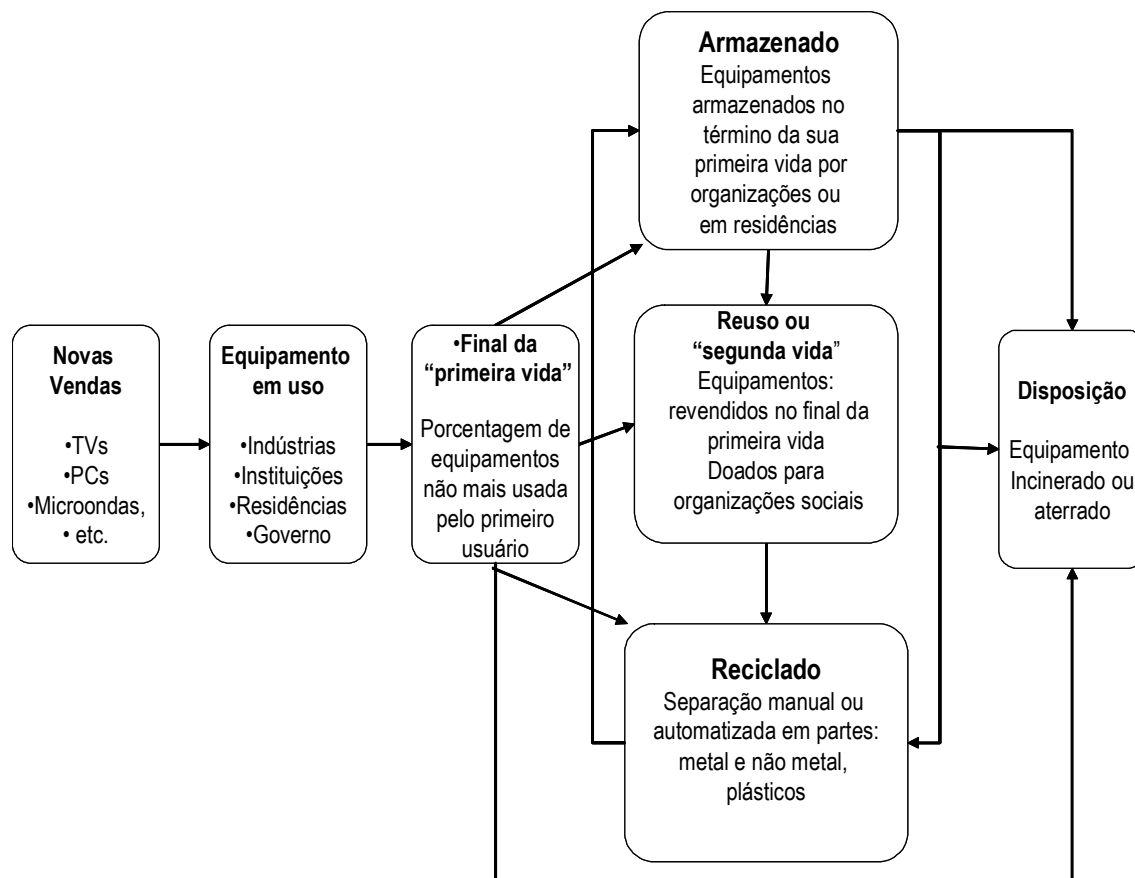 Novas
Vendas
•TVs
•PCs
•Microondas,
• etc.
Equipamento
em uso
•Indústrias
•Instituições
•Residências
•Governo
•Final da
“primeira vida”
Porcentagem de
equipamentos
não mais usada
pelo primeiro
usuário
Armazenado
Equipamentos
armazenados no
término da sua
primeira vida por
organizações ou
em residências
Reuso ou
“segunda vida”
Equipamentos:
revendidos no final da
primeira vida
Doados para
organizações sociais
Reciclado
Separação manual ou
automatizada em partes:
metal e não metal,
plásticos
Disposição
Equipamento
Incinerado ou
aterrado